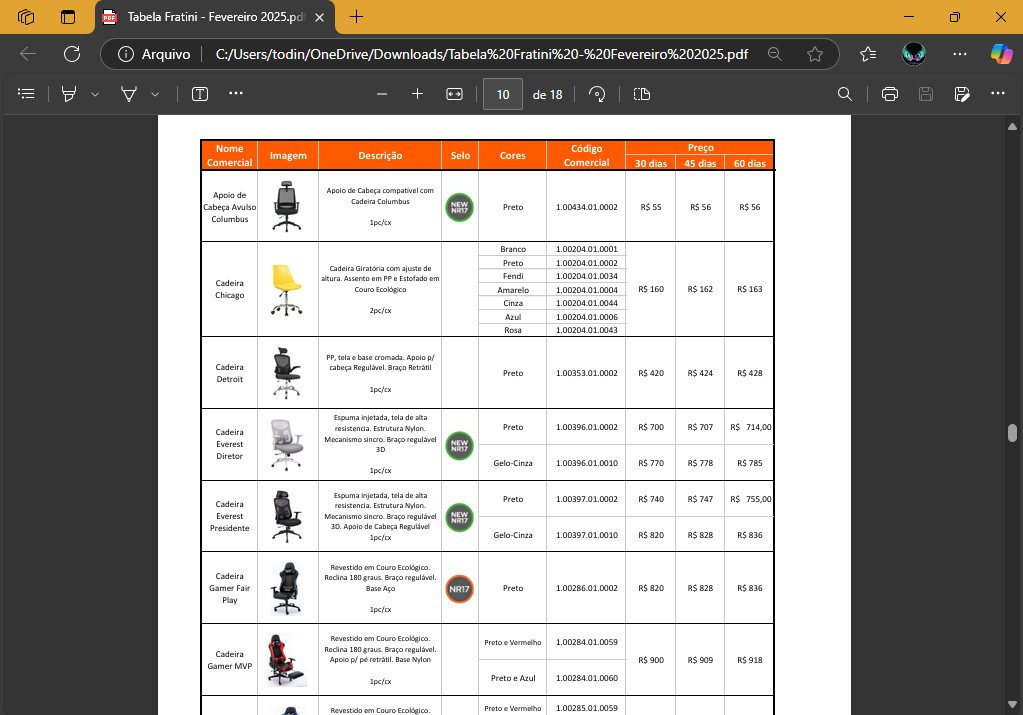 Tabela Fratini - Fevereiro 2025.pdf
Arquivo
C:/Users/todin/OneDrive/Downloads/Tabela%20Fratini%20-%20Fevereiro%202025.pdf
10 de 18
Nome Comercial
Imagem
Descrição
Selo
Cores
Código Comercial
Preço
30 dias
45 dias
60 dias
Apoio de
Cabeça Avulso
Columbus
Apoio de Cabeça compatível com
Cadeira Columbus
1pc/cx
NEW
NR17
Preto
1.00434.01.0002
R$ 55
R$ 56
R$ 56
Cadeira
Chicago
Cadeira Giratória com ajuste de
altura. Assento em PP e Estofado em
Couro Ecológico
2pc/cx
Branco 1.00204.01.0001
Preto 1.00204.01.0002
Fendi 1.00204.01.0034
Amarelo 1.00204.01.0004
Cinza 1.00204.01.0044
Azul 1.00204.01.0006
Rosa 1.00204.01.0043
R$ 160
R$ 162
R$ 163
Cadeira
Detroit
PP, tela e base cromada. Apoio p/
cabeça Regulável. Braço Retrátil
1pc/cx
Preto
1.00353.01.0002
R$ 420
R$ 424
R$ 428
Cadeira
Everest
Diretor
Espuma injetada, tela de alta
resistencia. Estrutura Nylon.
Mecanismo sincro. Braço regulável
3D
1pc/cx
NEW
NR17
Preto 1.00396.01.0002 R$ 700 R$ 707 R$ 714,00
Gelo-Cinza 1.00396.01.0010 R$ 770 R$ 778 R$ 785
Cadeira
Everest
Presidente
Espuma injetada, tela de alta
resistencia. Estrutura Nylon.
Mecanismo sincro. Braço regulável
3D. Apoio de Cabeça Regulável
1pc/cx
NEW
NR17
Preto 1.00397.01.0002 R$ 740 R$ 747 R$ 755,00
Gelo-Cinza 1.00397.01.0010 R$ 820 R$ 828 R$ 836
Cadeira
Gamer Fair
Play
Revestido em Couro Ecológico.
Reclina 180 graus. Braço regulável.
Base Aço
1pc/cx
NR17
Preto
1.00286.01.0002
R$ 820
R$ 828
R$ 836
Cadeira
Gamer MVP
Revestido em Couro Ecológico.
Reclina 180 graus. Braço regulável.
Apoio p/ pé retrátil. Base Nylon
1pc/cx
Preto e Vermelho 1.00284.01.0059
Preto e Azul 1.00284.01.0060
R$ 900
R$ 909
R$ 918
Revestido em Couro Ecológico.
Preto e Vermelho 1.00285.01.0059